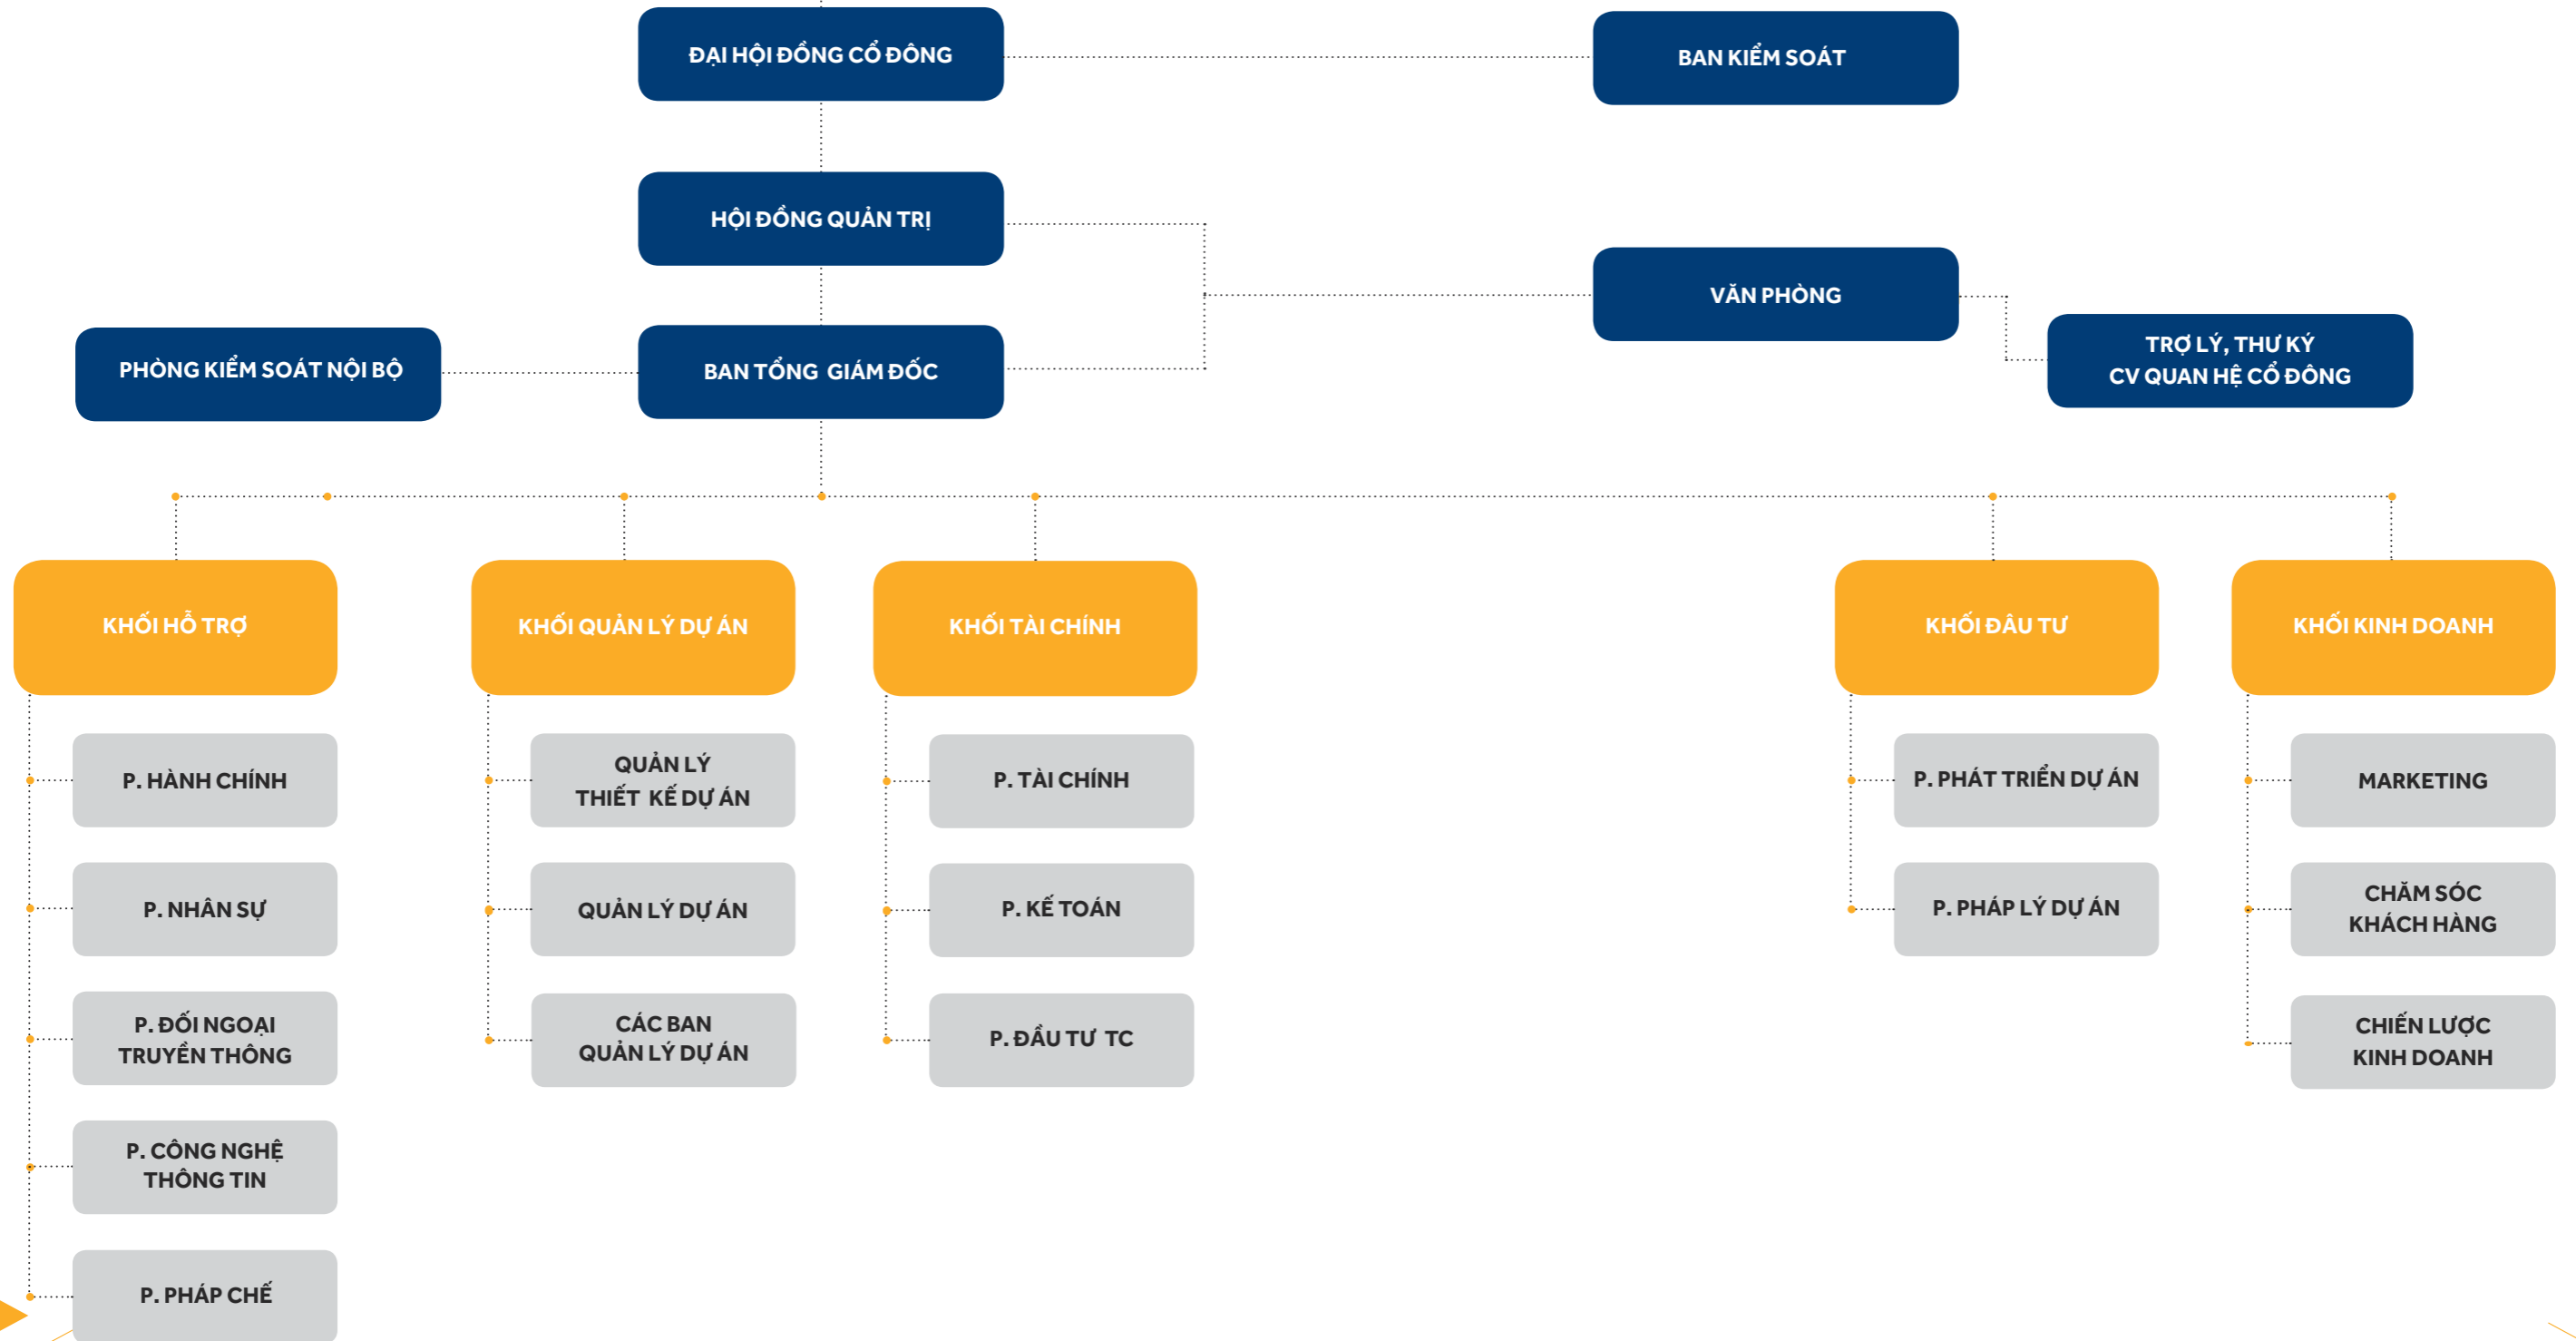 ĐẠI HỘI ĐỒNG CỔ ĐÔNG
BAN KIỂM SOÁT
HỘI ĐỒNG QUẢN TRỊ
VĂN PHÒNG
PHÒNG KIỂM SOÁT NỘI BỘ
BAN TỔNG GIÁM ĐỐC
TRỢ LÝ, THƯ KÝ
CV QUAN HỆ CỔ ĐÔNG
KHỐI HỖ TRỢ
KHỐI QUẢN LÝ DỰ ÁN
KHỐI TÀI CHÍNH
KHỐI ĐÂU TƯ
KHỐI KINH DOANH
P. HÀNH CHÍNH
P. NHÂN SỰ
P. ĐỐI NGOẠI
TRUYỀN THÔNG
P. CÔNG NGHỆ
THÔNG TIN
P. PHÁP CHẾ
QUẢN LÝ
THIẾT KẾ DỰ ÁN
QUẢN LÝ DỰ ÁN
CÁC BAN
QUẢN LÝ DỰ ÁN
P. TÀI CHÍNH
P. KẾ TOÁN
P. ĐẦU TƯ TC
P. PHÁT TRIỂN DỰ ÁN
P. PHÁP LÝ DỰ ÁN
MARKETING
CHĂM SÓC
KHÁCH HÀNG
CHIẾN LƯỢC
KINH DOANH